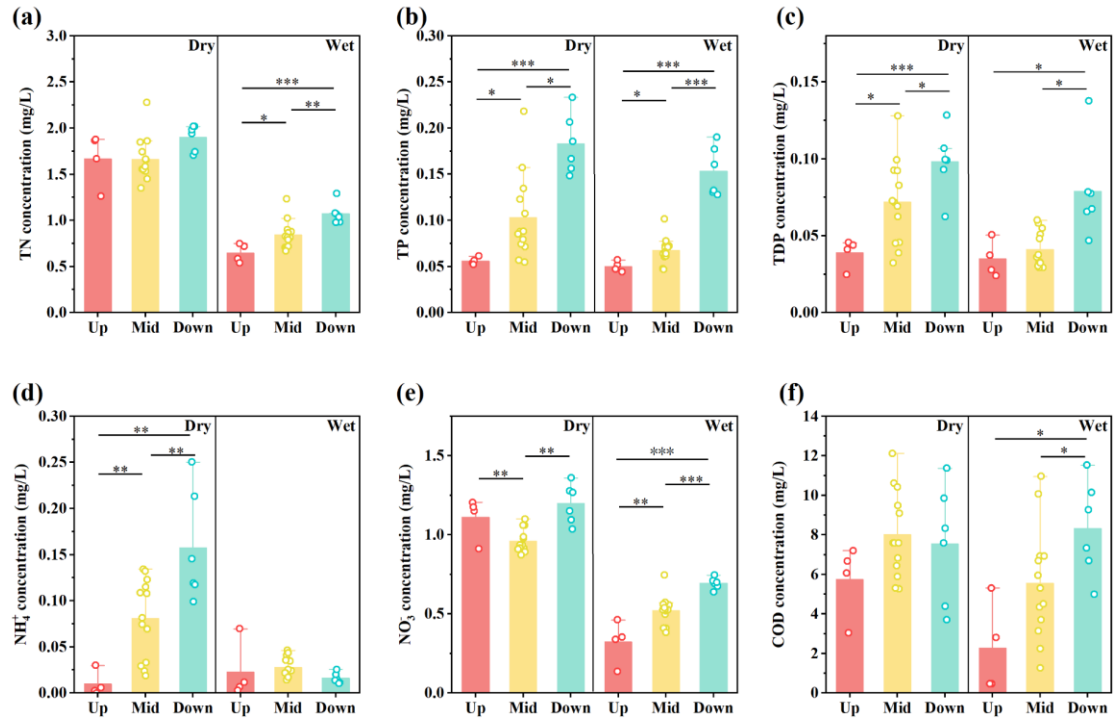 (a)
TN concentration (mg/L)
3.0
2.5
2.0
1.5
1.0
0.5
0.0
Dry
Wet
***
*
**
Up Mid Down Up Mid Down
(b)
TP concentration (mg/L)
0.30
0.25
0.20
0.15
0.10
0.05
0.00
Dry
Wet
***
*
*
***
*
***
Up Mid Down Up Mid Down
(c)
TDP concentration (mg/L)
0.15
0.10
0.05
0.00
Dry
Wet
***
*
*
*
*
Up Mid Down Up Mid Down
(d)
NH₄⁺ concentration (mg/L)
0.30
0.25
0.20
0.15
0.10
0.05
0.00
Dry
Wet
**
**
**
Up Mid Down Up Mid Down
(e)
NO₃⁻ concentration (mg/L)
1.5
1.0
0.5
0.0
Dry
Wet
**
**
***
**
***
Up Mid Down Up Mid Down
(f)
COD concentration (mg/L)
14
12
10
8
6
4
2
0
Dry
Wet
*
*
Up Mid Down Up Mid Down